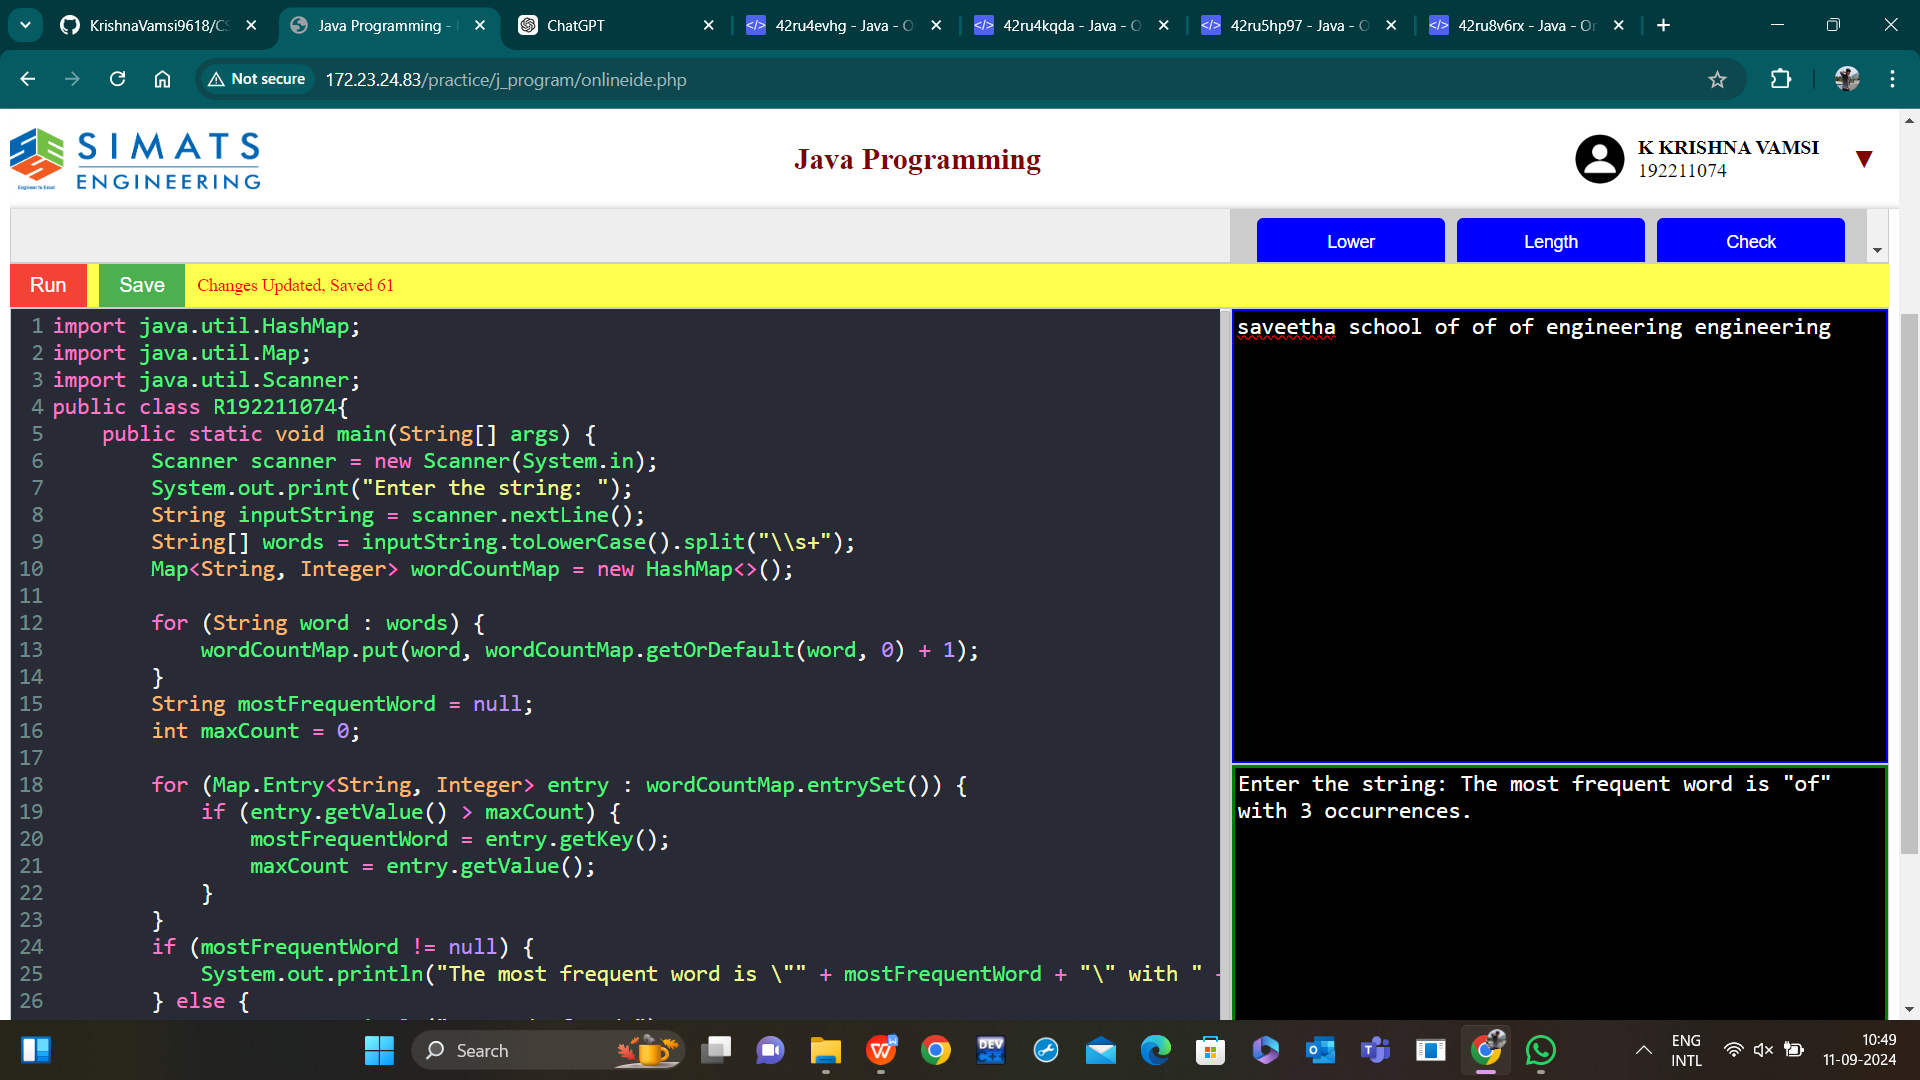 KrishnaVamsi9618/CS
Java Programming -
ChatGPT
42ru4evhg - Java - O
42ru4kqda - Java - O
42ru5hp97 - Java - O
42ru8v6rx - Java - Or
Not secure
172.23.24.83/practice/j_program/onlineide.php
SIMATS
ENGINEERING
Engineer to Excel
Java Programming
K KRISHNA VAMSI
192211074
Lower
Length
Check
Run
Save
Changes Updated, Saved 61
1 import java.util.HashMap;
2 import java.util.Map;
3 import java.util.Scanner;
4 public class R192211074{
5     public static void main(String[] args) {
6         Scanner scanner = new Scanner(System.in);
7         System.out.print("Enter the string: ");
8         String inputString = scanner.nextLine();
9         String[] words = inputString.toLowerCase().split("\\s+");
10         Map<String, Integer> wordCountMap = new HashMap<>();
11
12         for (String word : words) {
13             wordCountMap.put(word, wordCountMap.getOrDefault(word, 0) + 1);
14         }
15         String mostFrequentWord = null;
16         int maxCount = 0;
17
18         for (Map.Entry<String, Integer> entry : wordCountMap.entrySet()) {
19             if (entry.getValue() > maxCount) {
20                 mostFrequentWord = entry.getKey();
21                 maxCount = entry.getValue();
22             }
23         }
24         if (mostFrequentWord != null) {
25             System.out.println("The most frequent word is \"" + mostFrequentWord + "\" with " +
26         } else {
saveetha school of of of engineering engineering
Enter the string: The most frequent word is "of"
with 3 occurrences.
Search
DEV
ENG
INTL
10:49
11-09-2024